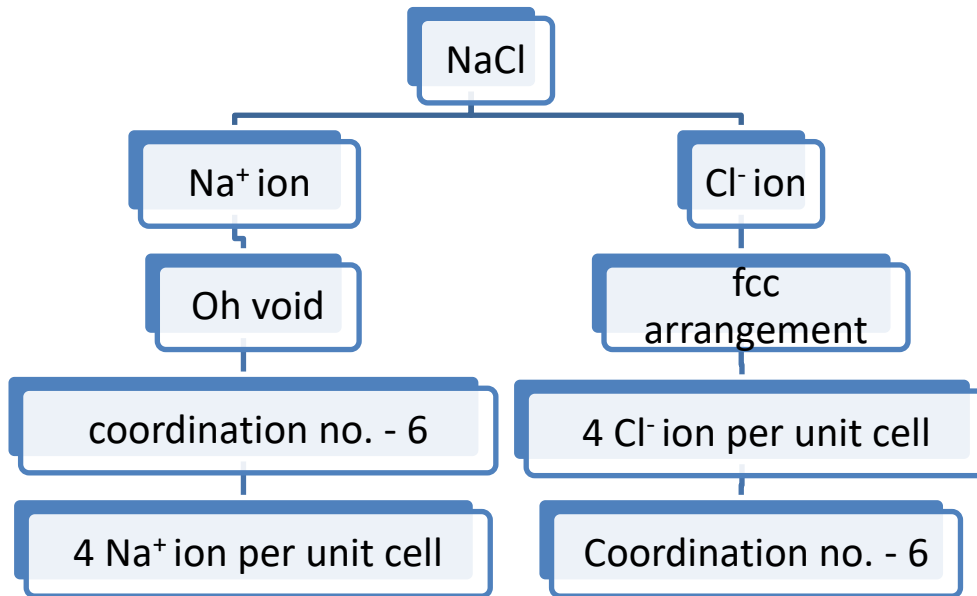 NaCl
Na⁺ ion
Cl⁻ ion
Oh void
fcc
arrangement
coordination no. - 6
4 Cl⁻ ion per unit cell
4 Na⁺ ion per unit cell
Coordination no. - 6